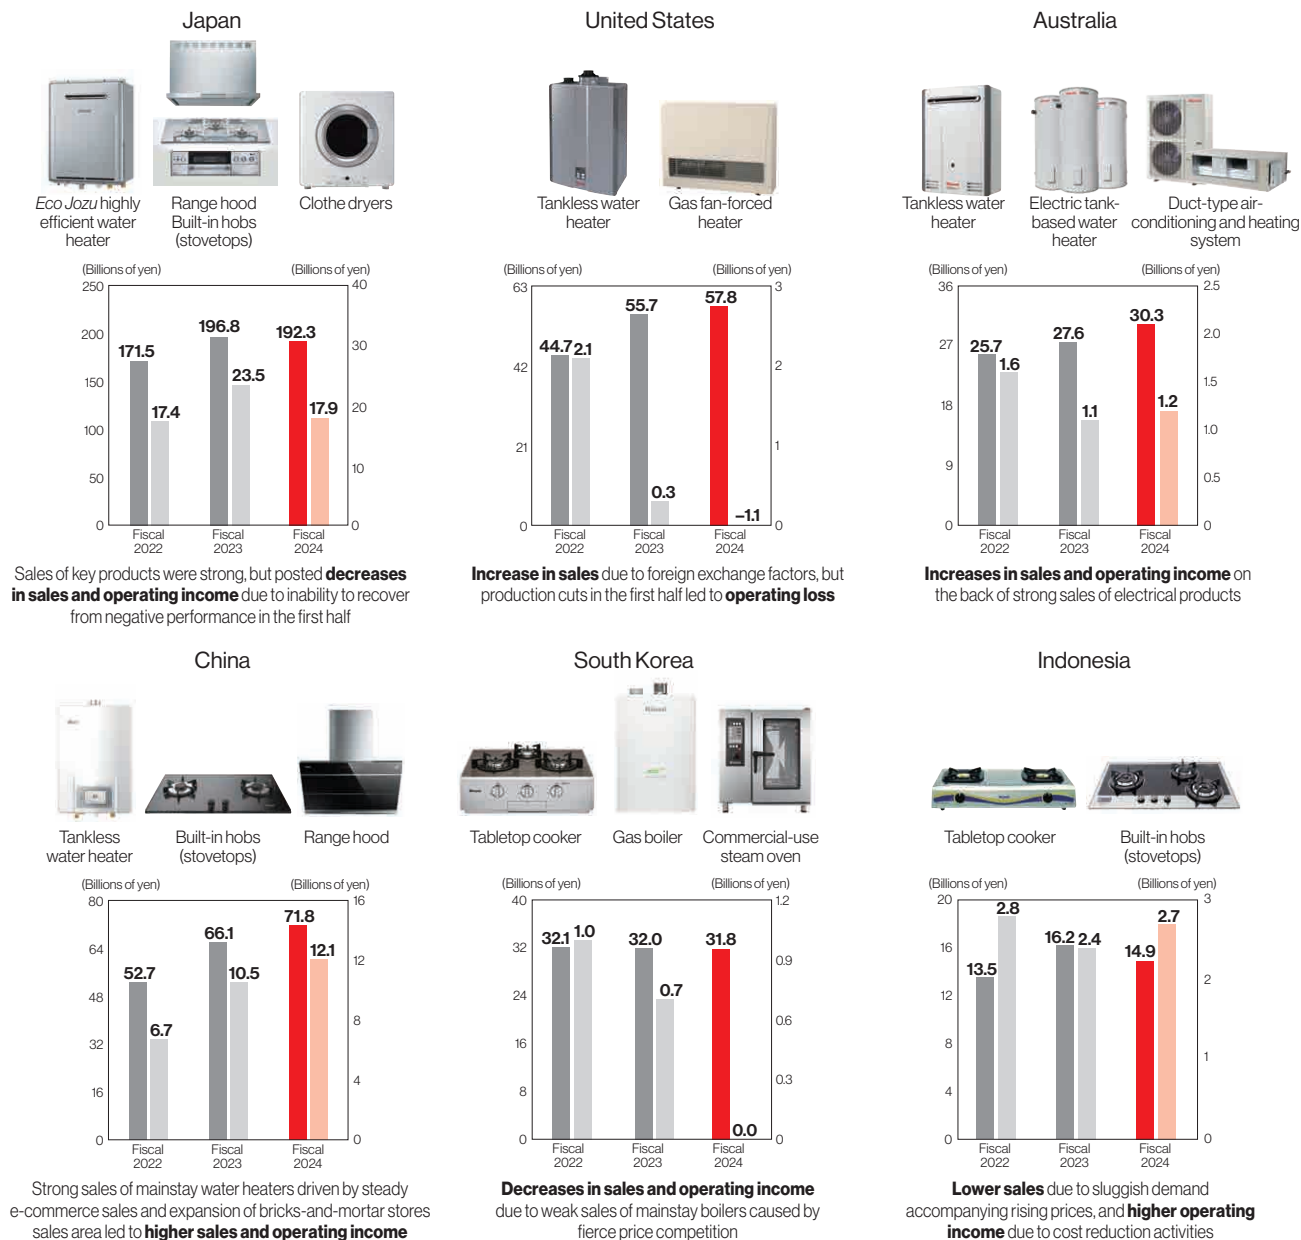 Japan
Eco Jozu highly
efficient water
heater
Range hood
Built-in hobs
(stovetops)
Clothe dryers
(Billions of yen)
(Billions of yen)
250
200
150
100
50
0
40
30
20
10
0
171.5
17.4
196.8
23.5
192.3
17.9
Fiscal
2022
Fiscal
2023
Fiscal
2024
Sales of key products were strong, but posted decreases
in sales and operating income due to inability to recover
from negative performance in the first half
United States
Tankless water
heater
Gas fan-forced
heater
(Billions of yen)
(Billions of yen)
63
42
21
0
3
2
1
0
44.7
2.1
55.7
0.3
57.8
–1.1
Fiscal
2022
Fiscal
2023
Fiscal
2024
Increase in sales due to foreign exchange factors, but
production cuts in the first half led to operating loss
Australia
Tankless water
heater
Electric tank-
based water
heater
Duct-type air-
conditioning and heating
system
(Billions of yen)
(Billions of yen)
36
27
18
9
0
2.5
2.0
1.5
1.0
0.5
0
25.7
1.6
27.6
1.1
30.3
1.2
Fiscal
2022
Fiscal
2023
Fiscal
2024
Increases in sales and operating income on
the back of strong sales of electrical products
China
Tankless
water heater
Built-in hobs
(stovetops)
Range hood
(Billions of yen)
(Billions of yen)
80
64
48
32
16
0
16
12
8
4
0
52.7
6.7
66.1
10.5
71.8
12.1
Fiscal
2022
Fiscal
2023
Fiscal
2024
Strong sales of mainstay water heaters driven by steady
e-commerce sales and expansion of bricks-and-mortar stores
sales area led to higher sales and operating income
South Korea
Tabletop cooker
Gas boiler
Commercial-use
steam oven
(Billions of yen)
(Billions of yen)
40
32
24
16
8
0
1.2
0.9
0.6
0.3
0
32.1
1.0
32.0
0.7
31.8
0.0
Fiscal
2022
Fiscal
2023
Fiscal
2024
Decreases in sales and operating income
due to weak sales of mainstay boilers caused by
fierce price competition
Indonesia
Tabletop cooker
Built-in hobs
(stovetops)
(Billions of yen)
(Billions of yen)
20
16
12
8
4
0
3
2
1
0
13.5
2.8
16.2
2.4
14.9
2.7
Fiscal
2022
Fiscal
2023
Fiscal
2024
Lower sales due to sluggish demand
accompanying rising prices, and higher operating
income due to cost reduction activities